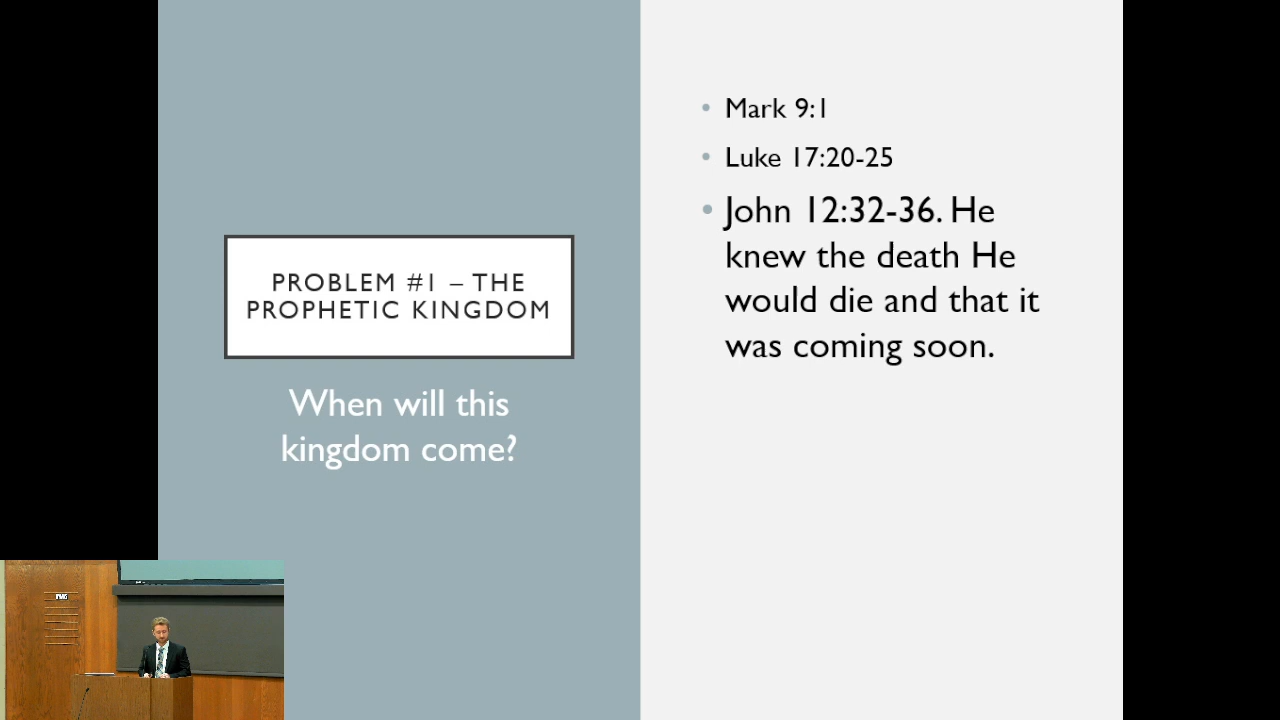 PROBLEM #1 – THE
PROPHETIC KINGDOM
When will this
kingdom come?
Mark 9:1
Luke 17:20-25
John 12:32-36. He
knew the death He
would die and that it
was coming soon.